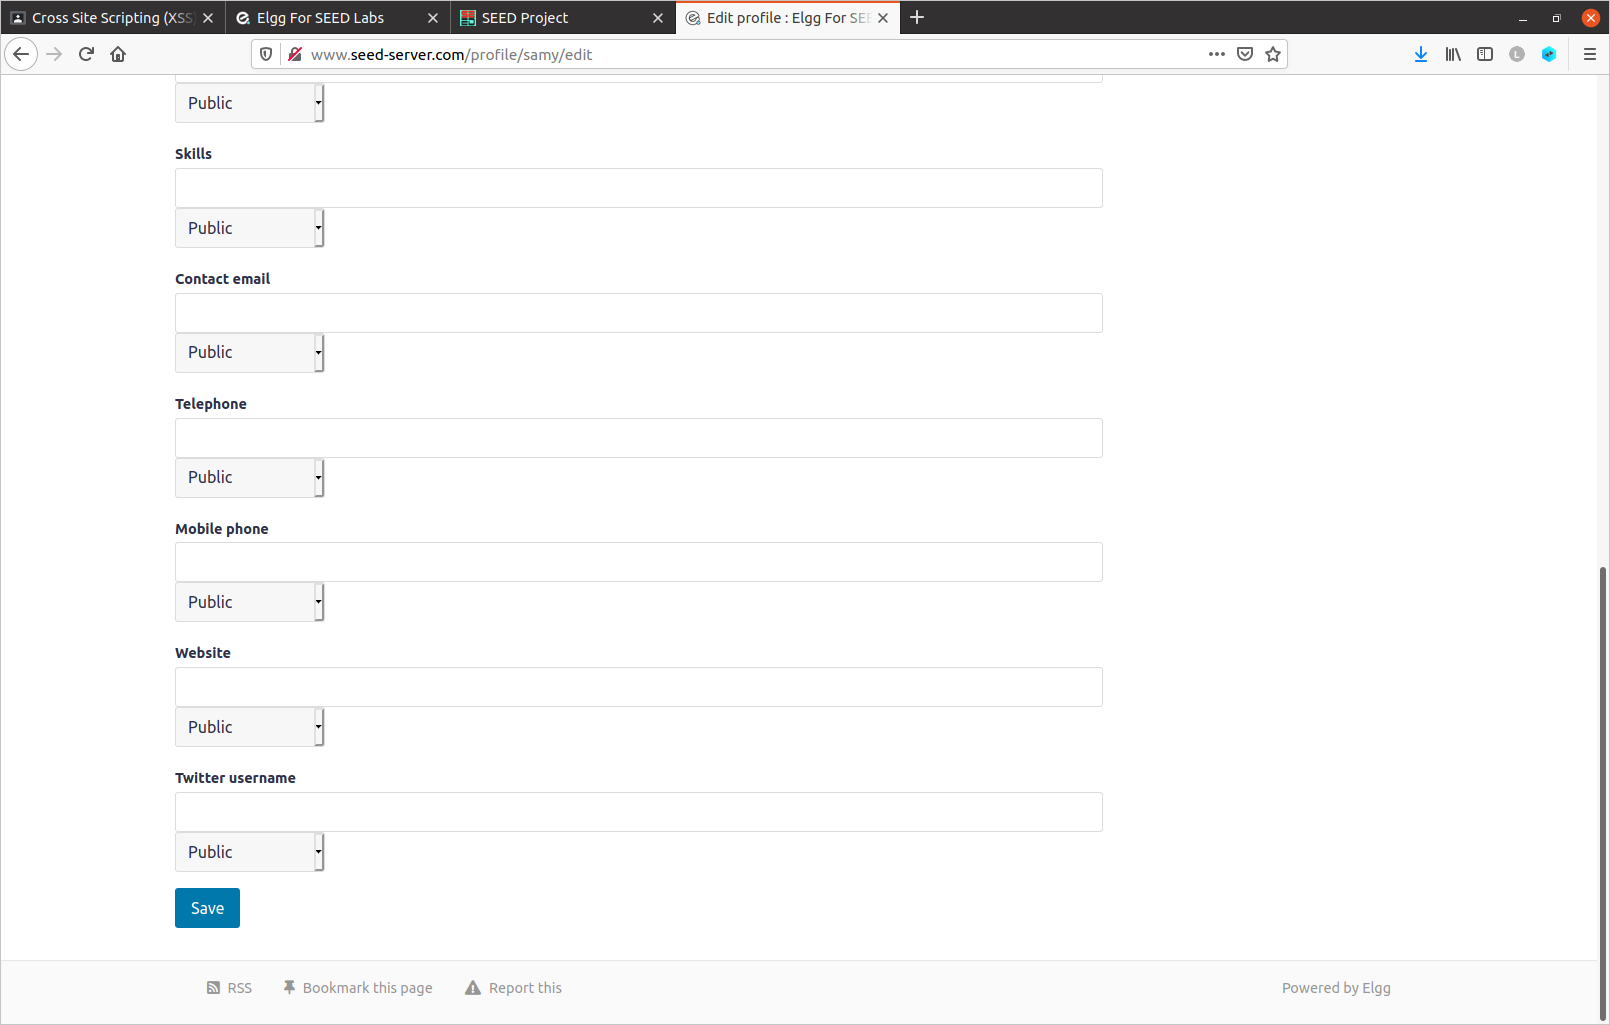 Cross Site Scripting (XSS
Elgg For SEED Labs
SEED Project
Edit profile : Elgg For SEE
www.seed-server.com/profile/samy/edit
Public
Skills
Public
Contact email
Public
Telephone
Public
Mobile phone
Public
Website
Public
Twitter username
Public
Save
RSS
Bookmark this page
Report this
Powered by Elgg